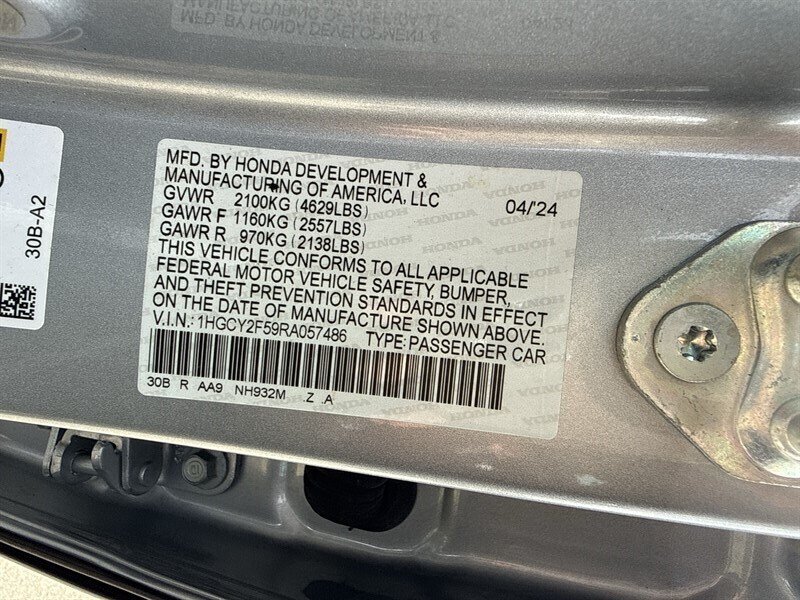 MFD. BY HONDA DEVELOPMENT &
MANUFACTURING OF AMERICA, LLC
04/'24
GVWR 2100KG (4629LBS)
GAWR F 1160KG (2557LBS)
GAWR R 970KG (2138LBS)
THIS VEHICLE CONFORMS TO ALL APPLICABLE
FEDERAL MOTOR VEHICLE SAFETY, BUMPER,
AND THEFT PREVENTION STANDARDS IN EFFECT
ON THE DATE OF MANUFACTURE SHOWN ABOVE.
V.I.N.: 1HGCY2F59RA057486 TYPE: PASSENGER CAR
30B R AA9 NH932M Z .A
30B-A2